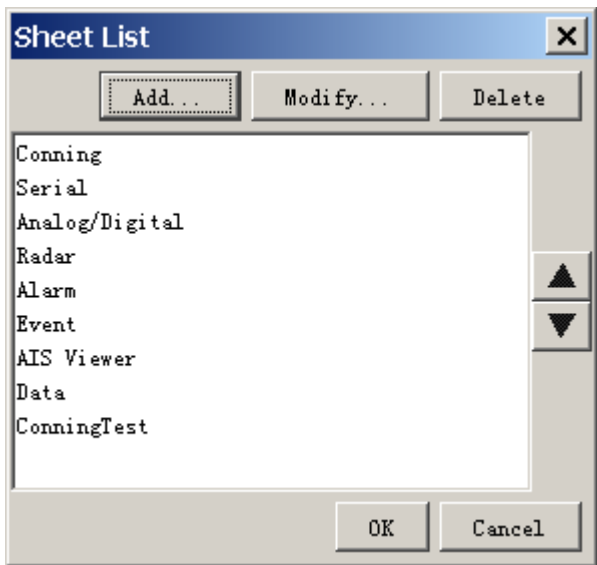 Sheet List
Add... Modify... Delete
Conning
Serial
Analog/Digital
Radar
Alarm
Event
AIS Viewer
Data
ConningTest
OK Cancel